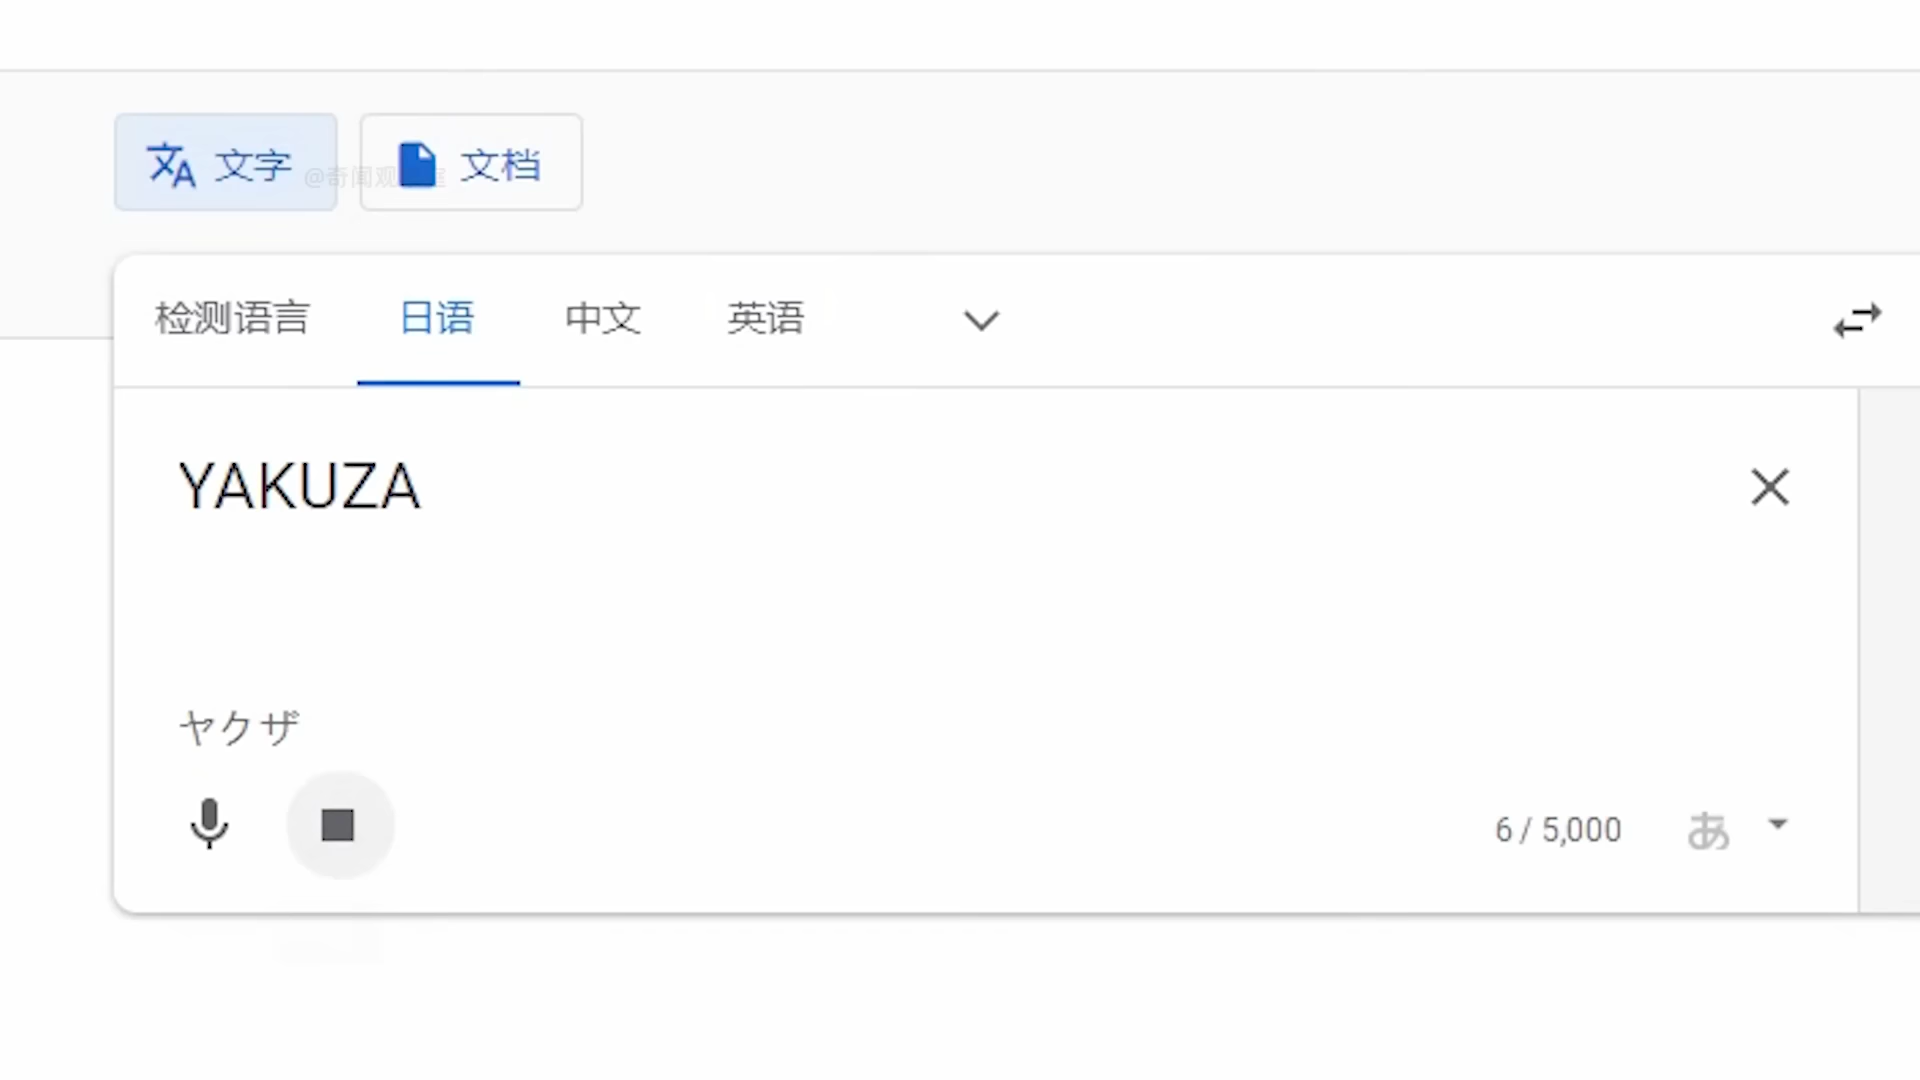 文字
文档
检测语言 日语 中文 英语
YAKUZA
ヤクザ
6 / 5,000 あ